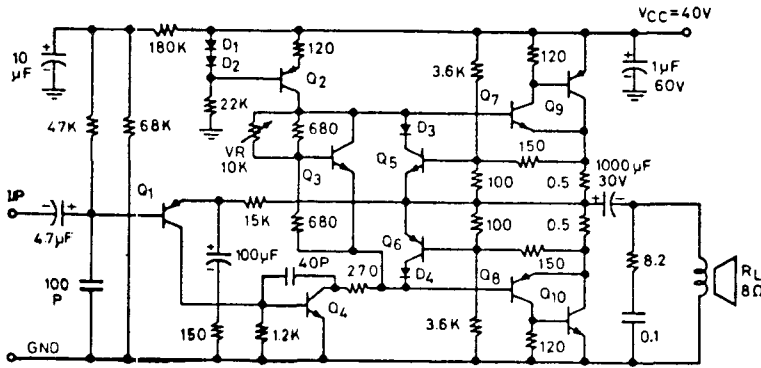 VCC=40V
10
μF
180K
D1
D2
120
Q2
3.6K
120
Q7
Q9
1μF
60V
22K
47K
68K
680
VR
10K
D3
Q3
Q5
150
100
0.5
1000μF
30V
I/P
Q1
4.7μF
15K
100
0.5
680
Q6
100μF
40P
270
D4
150
Q8
8.2
RL
8Ω
100
P
Q4
Q10
150
1.2K
3.6K
120
0.1
GND